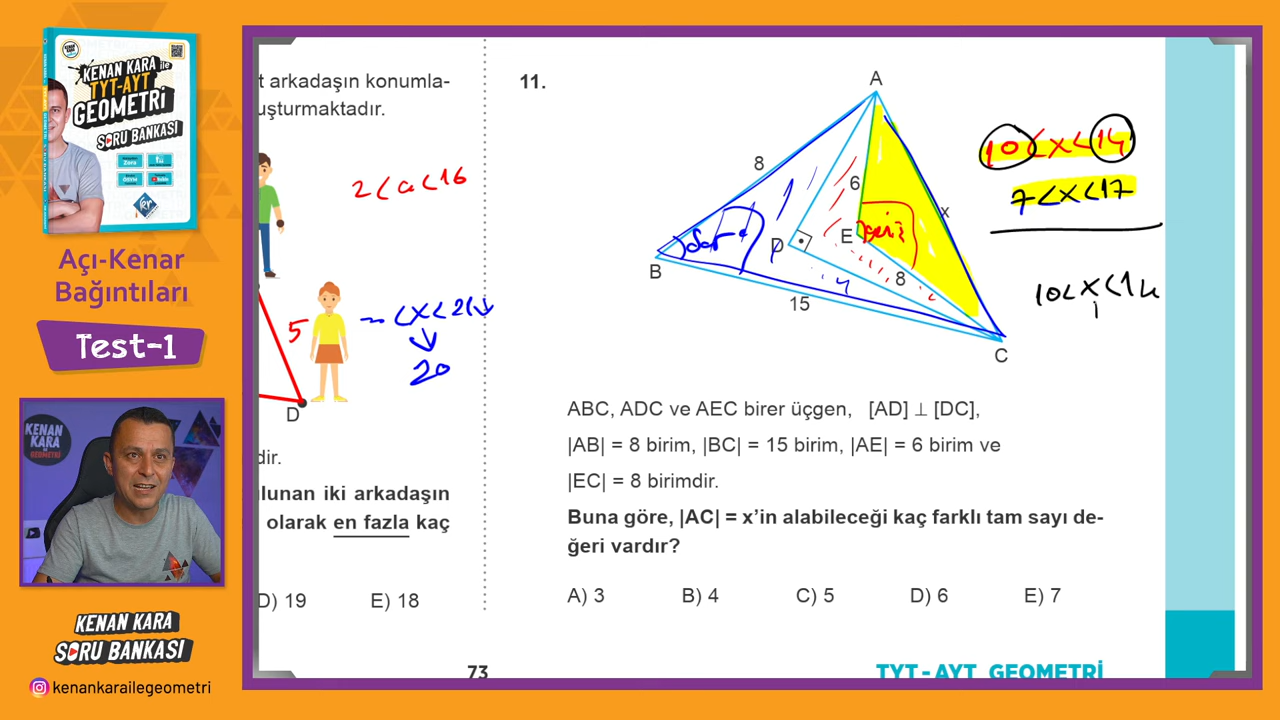 KENAN KARA ile
TYT-AYT
GEOMETRİ
SORU BANKASI
Açı-Kenar
Bağıntıları
Test-1
KENAN
KARA
GEOMETRİ
KENAN KARA
SORU BANKASI
kenankarailegeometri
t arkadaşın konumla-
uşturmaktadır.
2<a<16
5
D
<x<21
20
dir.
lunan iki arkadaşın
olarak en fazla kaç
D) 19 E) 18
73
11.
A
8
6
x
B
D
E
8
15
C
10<x<14
7<x<17
10<x<14
ABC, ADC ve AEC birer üçgen, [AD] ⊥ [DC],
|AB| = 8 birim, |BC| = 15 birim, |AE| = 6 birim ve
|EC| = 8 birimdir.
Buna göre, |AC| = x’in alabileceği kaç farklı tam sayı de-
ğeri vardır?
A) 3 B) 4 C) 5 D) 6 E) 7
TYT - AYT GEOMETRİ